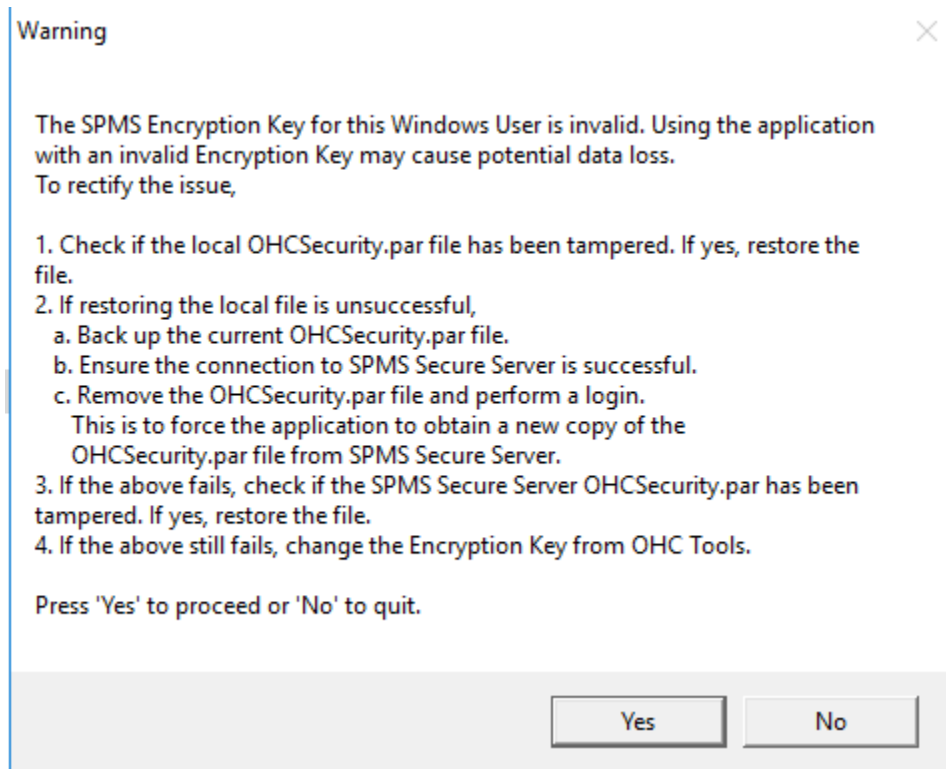 Warning
The SPMS Encryption Key for this Windows User is invalid. Using the application
with an invalid Encryption Key may cause potential data loss.
To rectify the issue,
1. Check if the local OHCSecurity.par file has been tampered. If yes, restore the
file.
2. If restoring the local file is unsuccessful,
a. Back up the current OHCSecurity.par file.
b. Ensure the connection to SPMS Secure Server is successful.
c. Remove the OHCSecurity.par file and perform a login.
This is to force the application to obtain a new copy of the
OHCSecurity.par file from SPMS Secure Server.
3. If the above fails, check if the SPMS Secure Server OHCSecurity.par has been
tampered. If yes, restore the file.
4. If the above still fails, change the Encryption Key from OHC Tools.
Press 'Yes' to proceed or 'No' to quit.
Yes
No